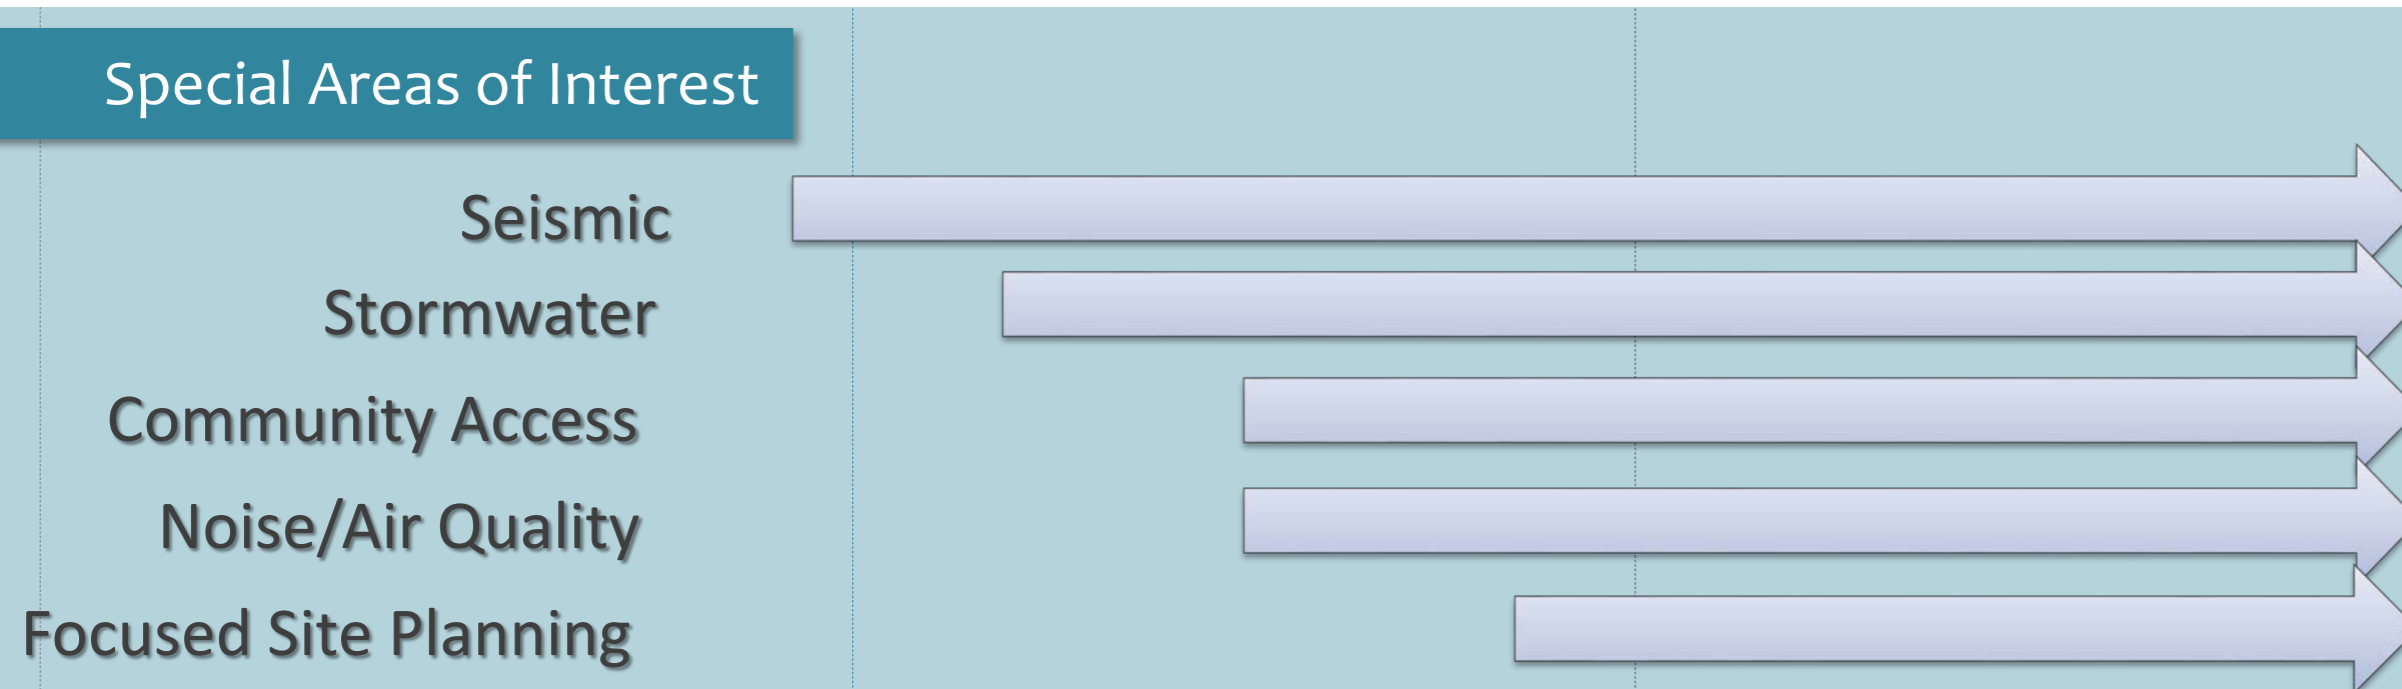 Special Areas of Interest
Seismic
Stormwater
Community Access
Noise/Air Quality
Focused Site Planning